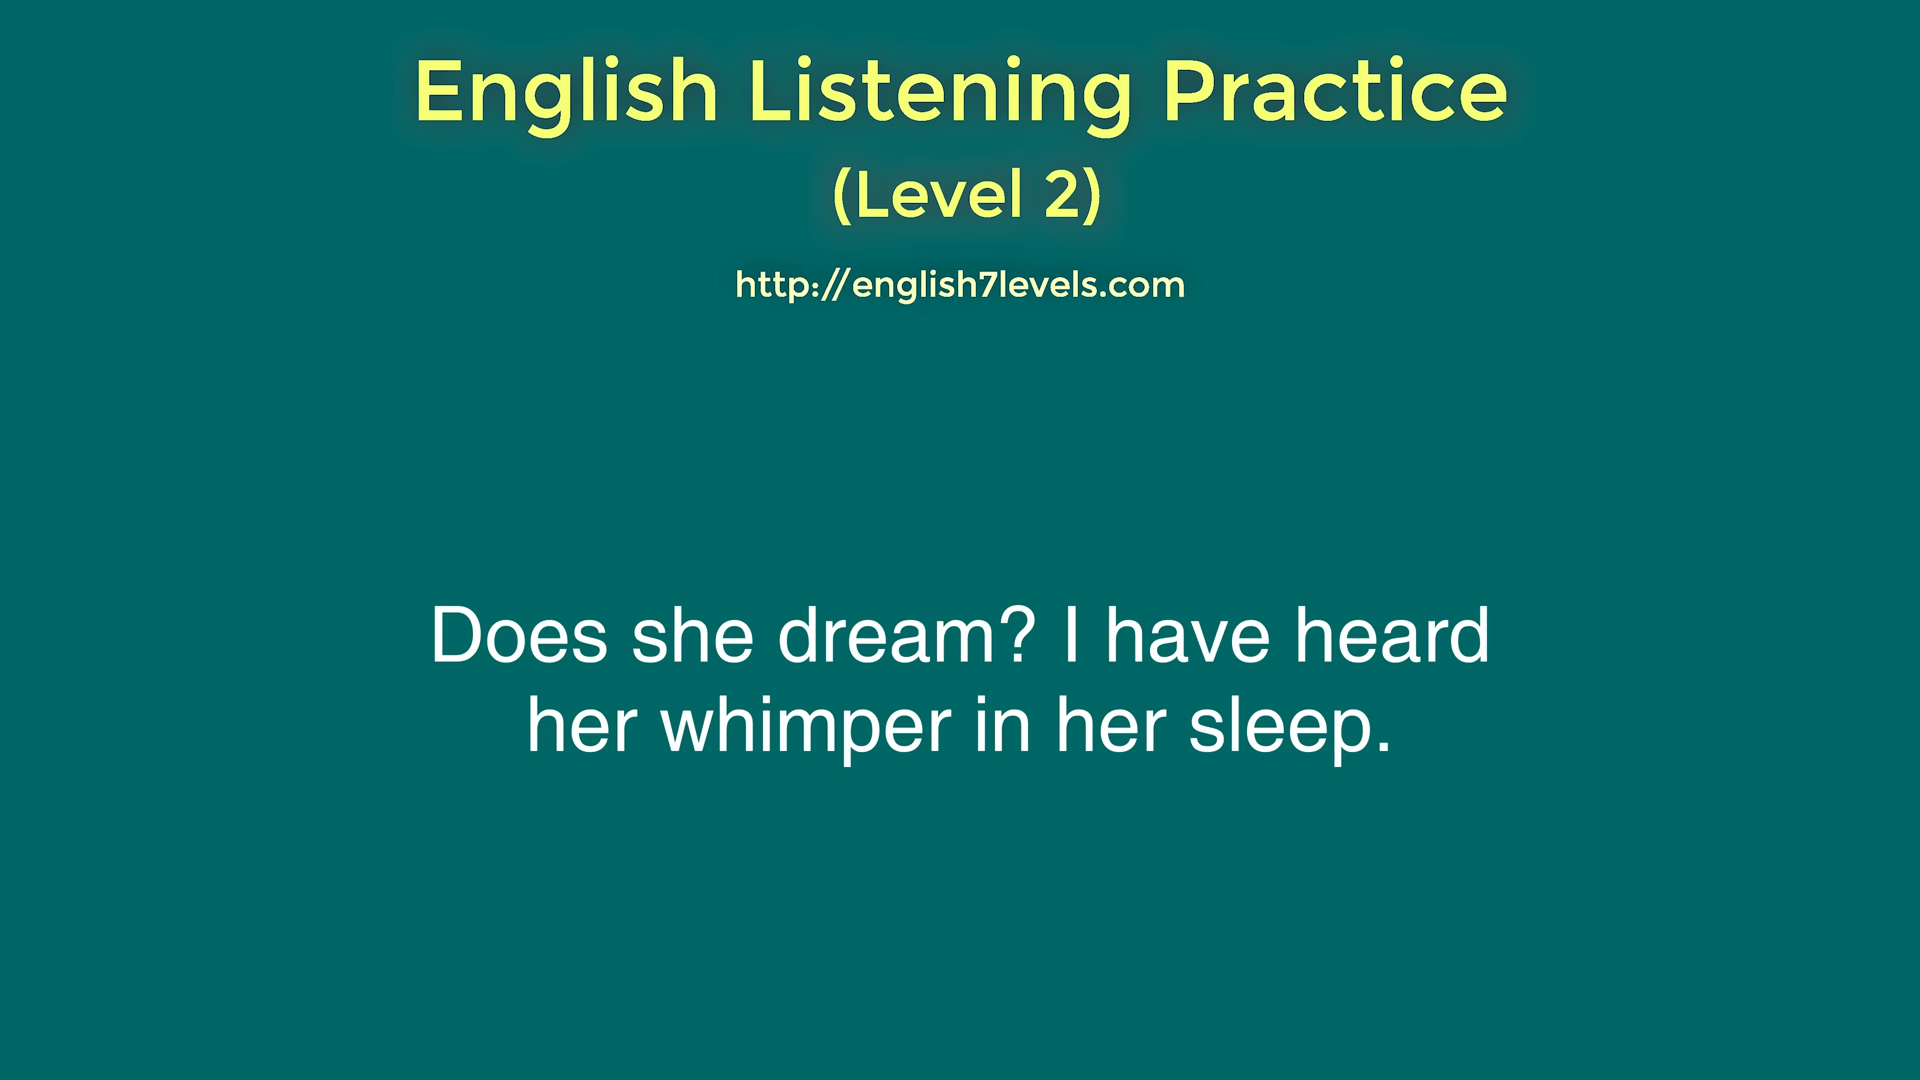 English Listening Practice
(Level 2)
http://english7levels.com
Does she dream? I have heard
her whimper in her sleep.